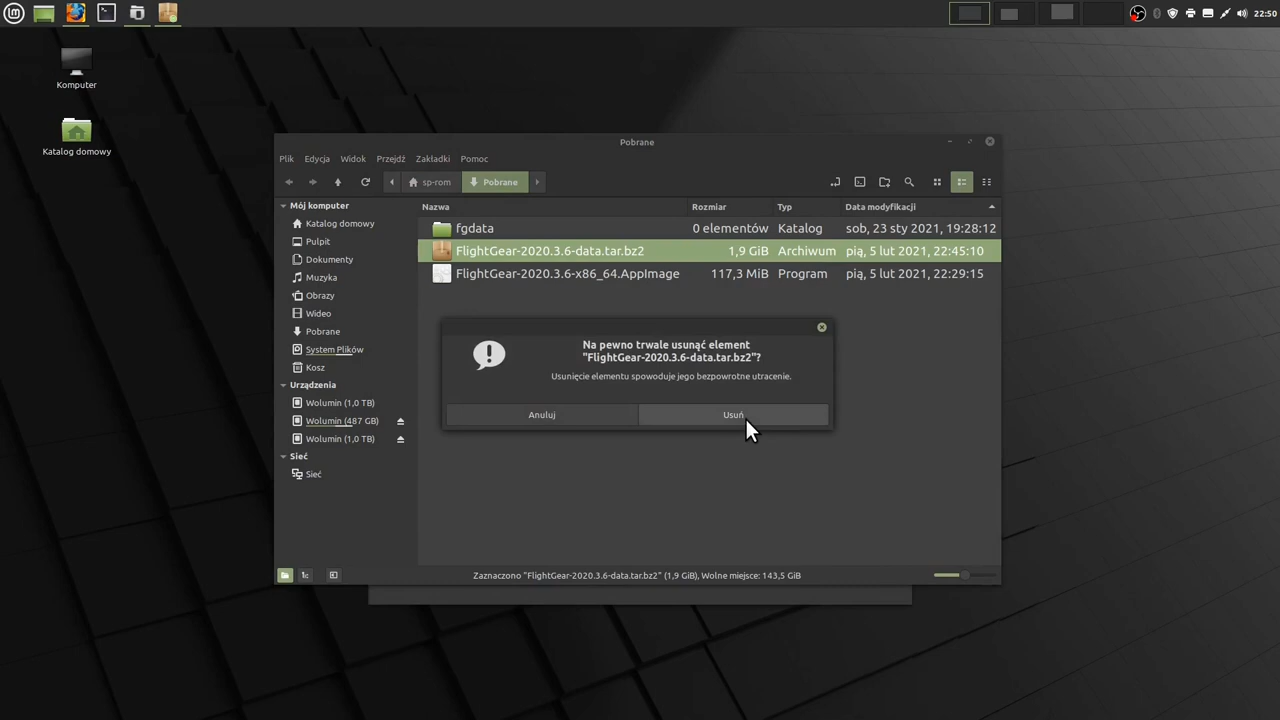 22:50
Komputer
Katalog domowy
Pobrane
Plik Edycja Widok Przejdź Zakładki Pomoc
sp-rom Pobrane
Mój komputer
Katalog domowy
Pulpit
Dokumenty
Muzyka
Obrazy
Video
Pobrane
System Plików
Kosz
Urządzenia
Wolumin (1,0 TB)
Wolumin (487 GB)
Wolumin (1,0 TB)
Sieć
Sieć
Nazwa Rozmiar Typ Data modyfikacji
fgdata 0 elementów Katalog sob, 23 sty 2021, 19:28:12
FlightGear-2020.3.6-data.tar.bz2 1,9 GiB Archiwum pią, 5 lut 2021, 22:45:10
FlightGear-2020.3.6-x86_64.AppImage 117,3 MiB Program pią, 5 lut 2021, 22:29:15
Na pewno trwale usunąć element
"FlightGear-2020.3.6-data.tar.bz2"?
Usunięcie elementu spowoduje jego bezpowrotne utracenie.
Anuluj Usuń
Zaznaczono "FlightGear-2020.3.6-data.tar.bz2" (1,9 GiB), Wolne miejsce: 143,5 GiB